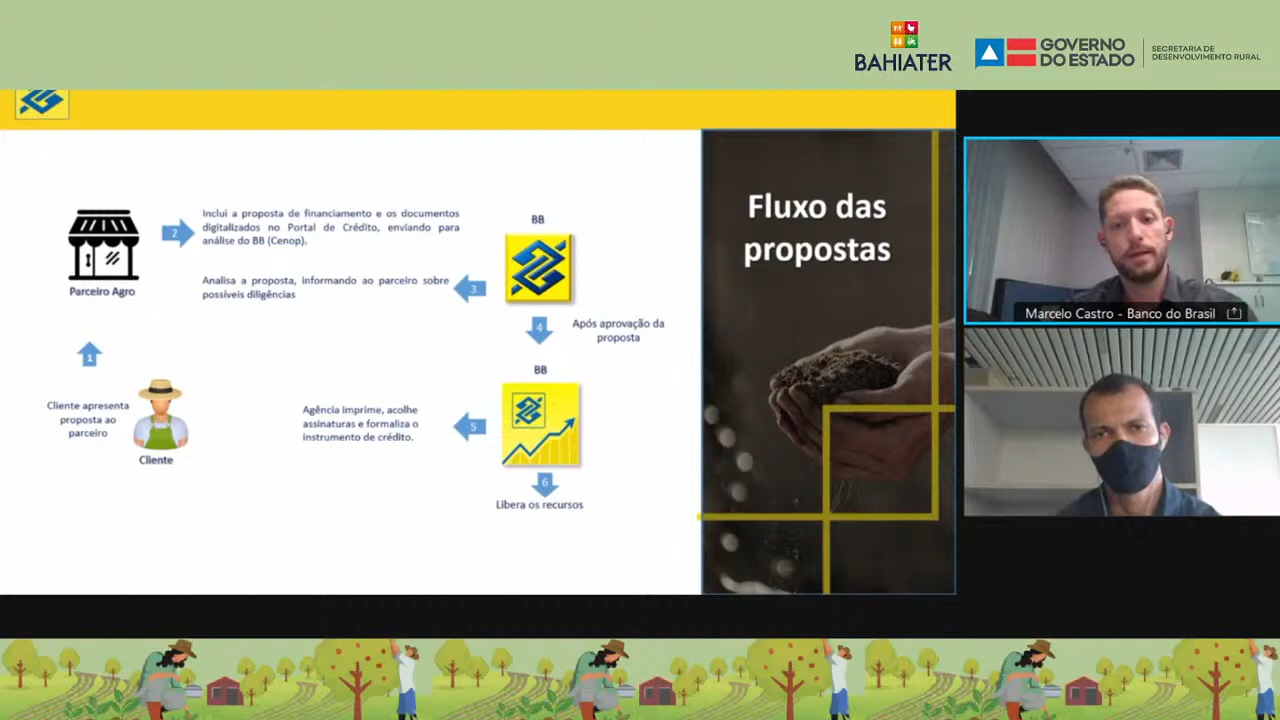 BAHIATER
GOVERNO
DO ESTADO
SECRETARIA DE
DESENVOLVIMENTO RURAL
Fluxo das
propostas
Parceiro Agro
2
Inclui a proposta de financiamento e os documentos
digitalizados no Portal de Crédito, enviando para
análise do BB (Cenop).
Analisa a proposta, informando ao parceiro sobre
possíveis diligências
3
BB
4
Após aprovação da
proposta
1
Cliente apresenta
proposta ao
parceiro
Cliente
BB
Agência imprime, acolhe
assinaturas e formaliza o
instrumento de crédito.
5
6
Libera os recursos
Marcelo Castro - Banco do Brasil